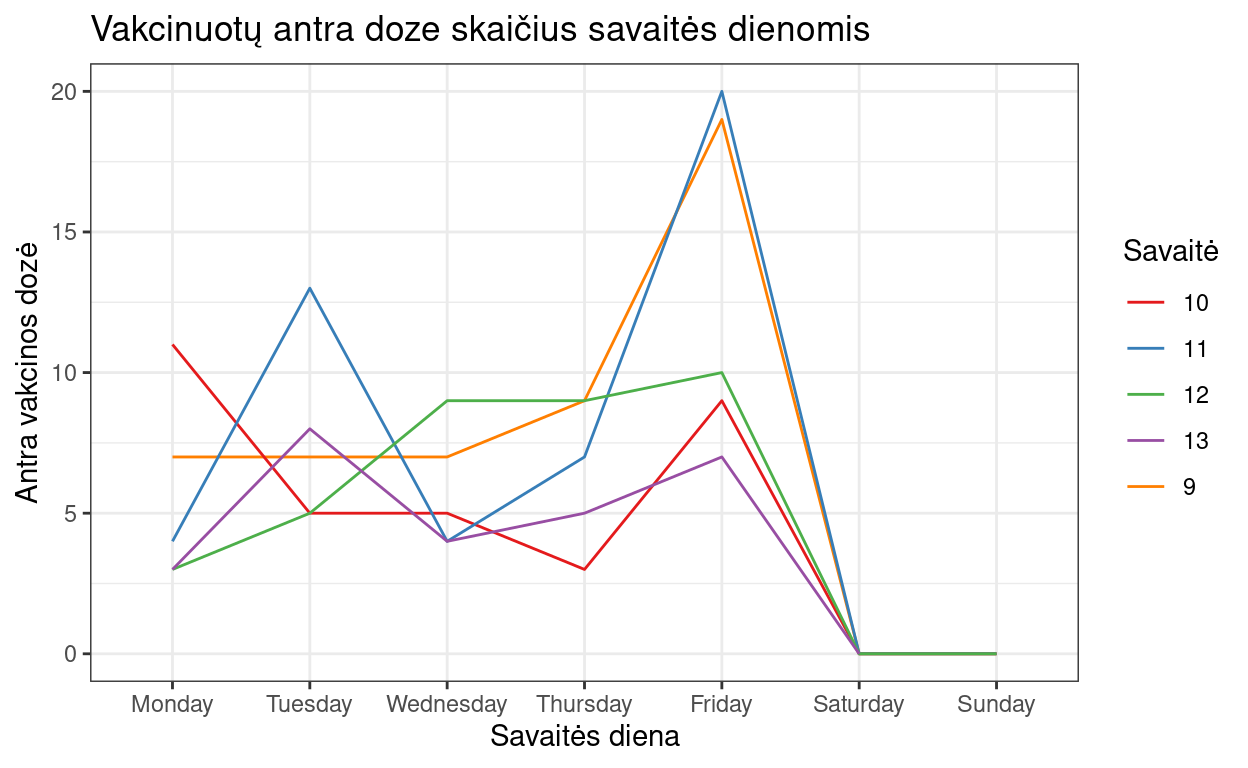 Vakcinuotų antra doze skaičius savaitės dienomis
Antra vakcinos dozė
20
15
10
5
0
Monday Tuesday Wednesday Thursday Friday Saturday Sunday
Savaitės diena
Savaitė
10
11
12
13
9